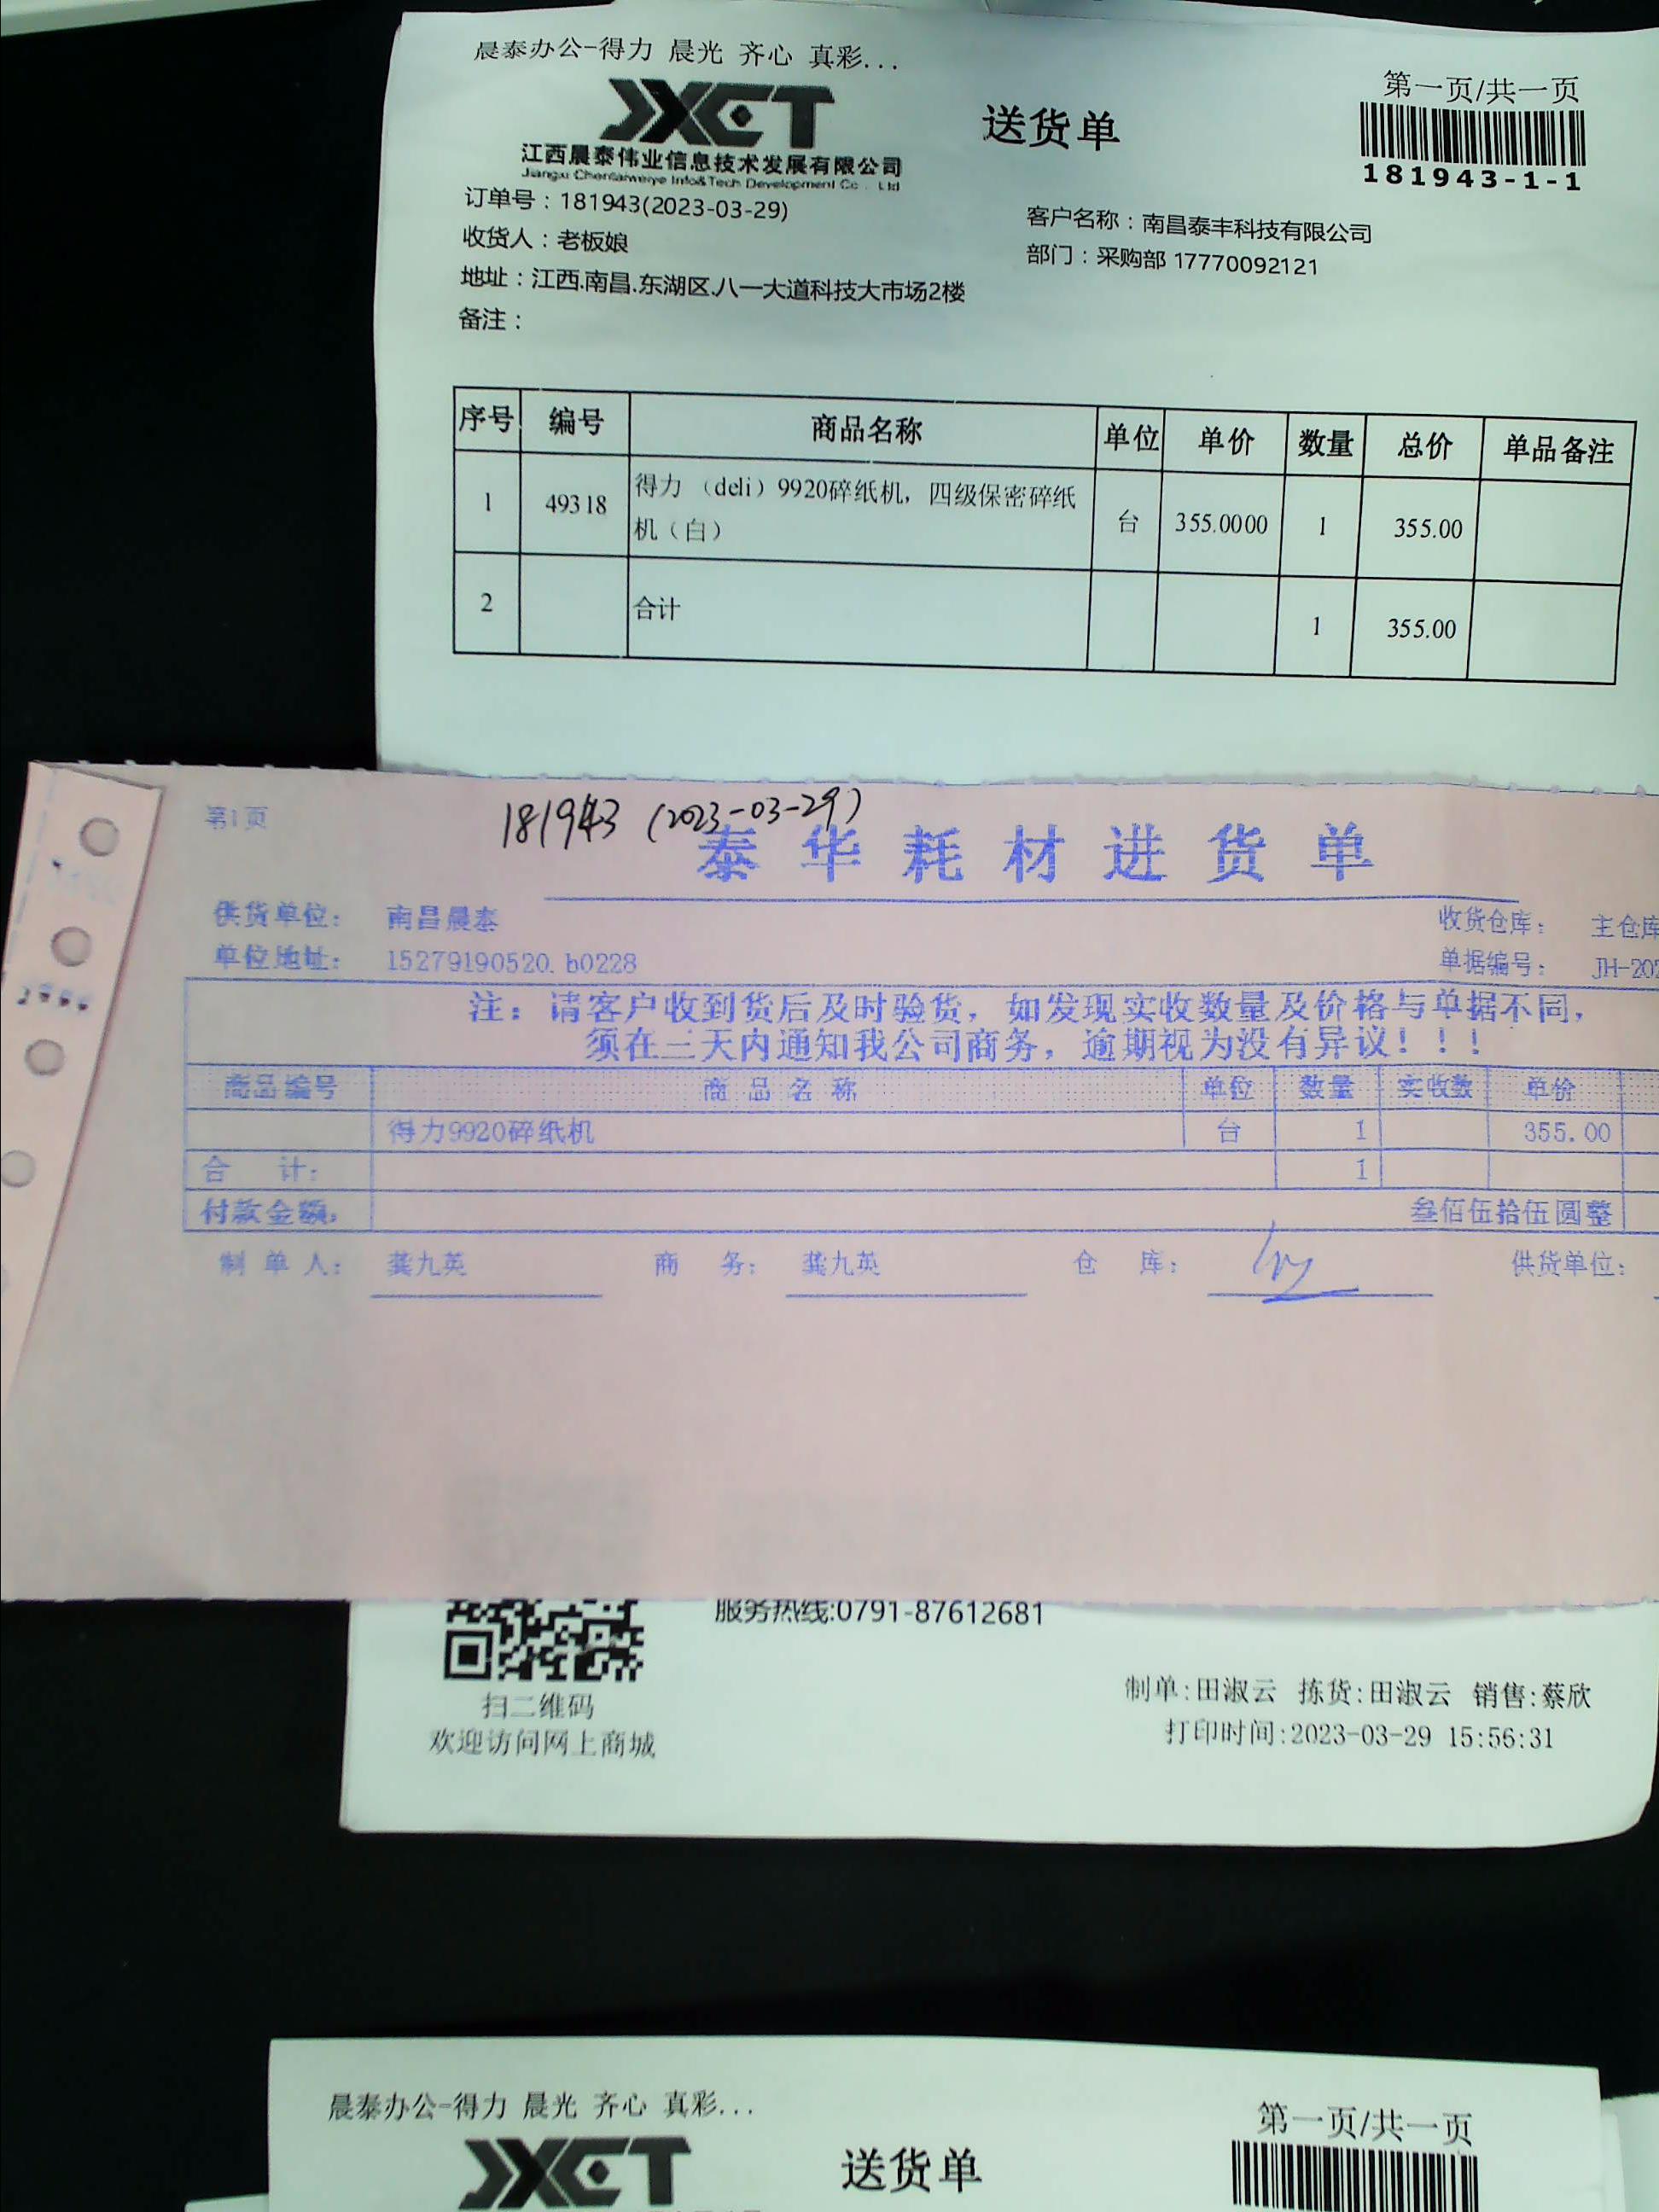 晨泰办公-得力 晨光 齐心 真彩...
第一页/共一页
JXCT
送货单
江西晨泰伟业信息技术发展有限公司
Jiangxi Chentaiweiye Info&Tech Development Co., Ltd
181943-1-1
订单号：181943(2023-03-29)
客户名称：南昌泰丰科技有限公司
收货人：老板娘
部门：采购部 17770092121
地址：江西.南昌.东湖区.八一大道科技大市场2楼
备注：
序号 编号 商品名称 单位 单价 数量 总价 单品备注
1 49318 得力（deli）9920碎纸机，四级保密碎纸 台 355.0000 1 355.00
机（白）
2 合计 1 355.00
第1页
181943 (2023-03-29)
泰华耗材进货单
供货单位： 南昌晨泰 收货仓库： 主仓库
单位地址： 15279190520.b0228 单据编号： JH-202
注：请客户收到货后及时验货，如发现实收数量及价格与单据不同，
须在三天内通知我公司商务，逾期视为没有异议！！！
商品编号 商品名称 单位 数量 实收数 单价
得力9920碎纸机 台 1 355.00
合 计： 1
付款金额： 叁佰伍拾伍圆整
制单人： 龚九英 商 务： 龚九英 仓 库： 供货单位：
服务热线:0791-87612681
扫二维码
欢迎访问网上商城
制单:田淑云 拣货:田淑云 销售:蔡欣
打印时间:2023-03-29 15:56:31
晨泰办公-得力 晨光 齐心 真彩...
第一页/共一页
JXCT
送货单